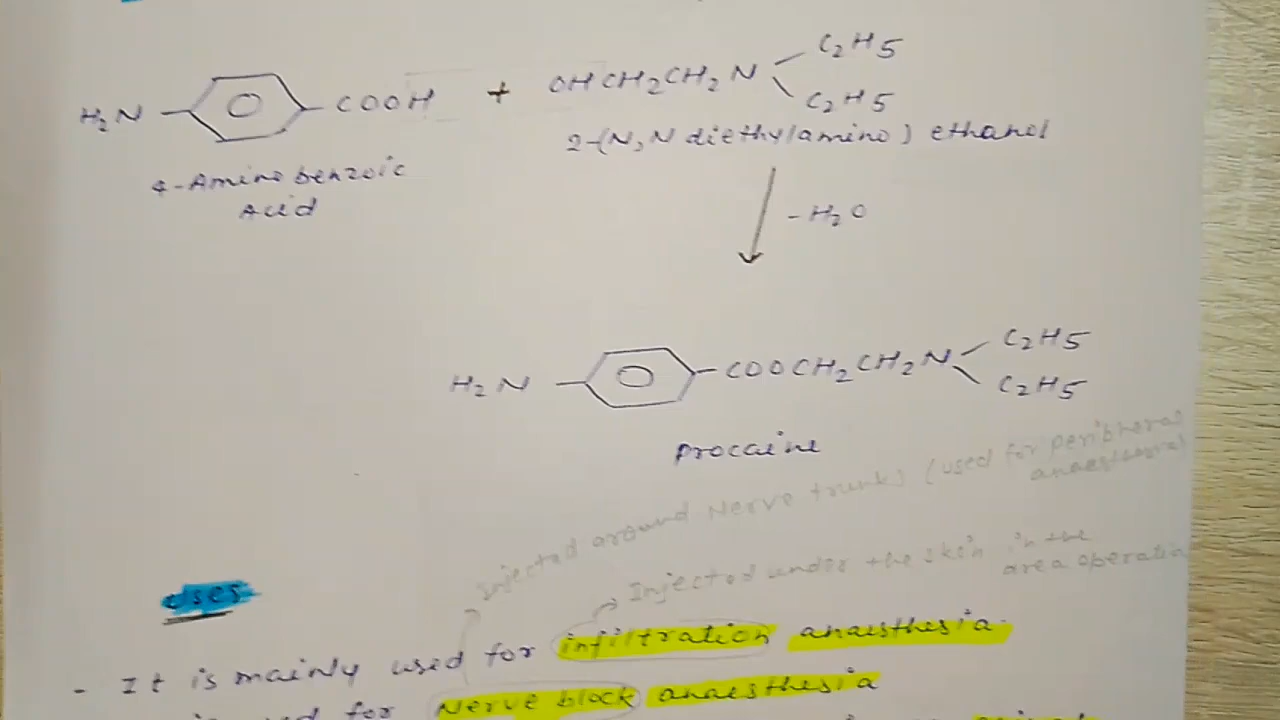 H₂N - COOH + OHCH₂CH₂N C₂H5
C₂H5
4-Aminobenzoic
Acid
2-(N,N diethylamino) ethanol
-H₂O
H₂N - COOCH₂CH₂N C₂H5
C₂H5
Procaine
Injected around Nerve trunks (used for peripheral
anaesthesia)
Injected under the skin in the
area operation
Uses
- It is mainly used for infiltration anaesthesia.
for Nerve block anaesthesia